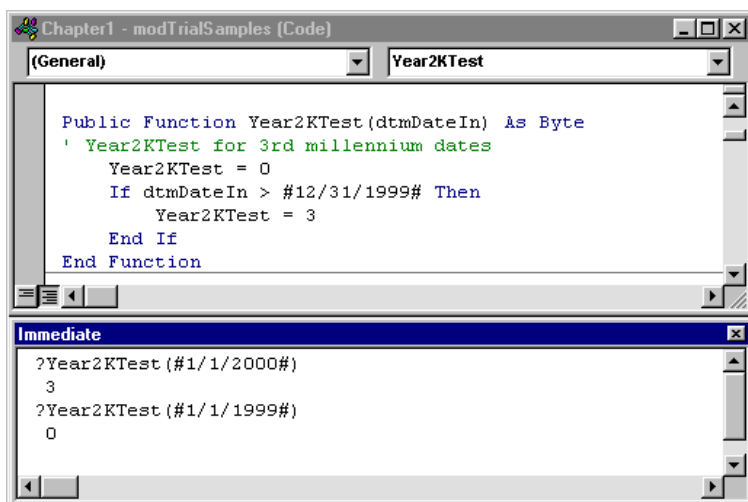 Chapter1 - modTrialSamples (Code)
(General) Year2KTest
Public Function Year2KTest(dtmDateIn) As Byte
' Year2KTest for 3rd millennium dates
Year2KTest = 0
If dtmDateIn > #12/31/1999# Then
Year2KTest = 3
End If
End Function
Immediate
?Year2KTest(#1/1/2000#)
3
?Year2KTest(#1/1/1999#)
0